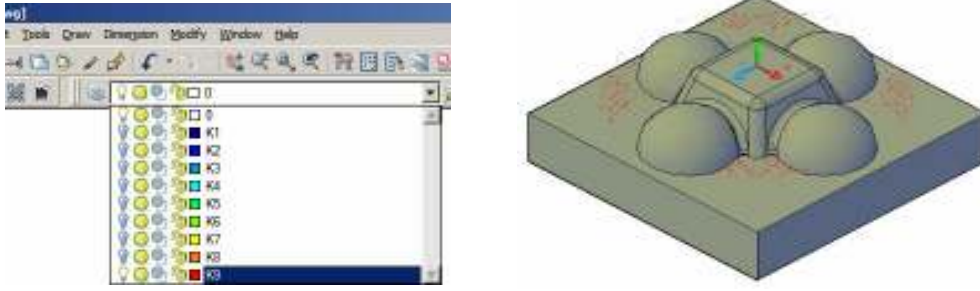 Tools Draw Dimension Modify Window Help
0
0
K1
K2
K3
K4
K5
K6
K7
K8
K9